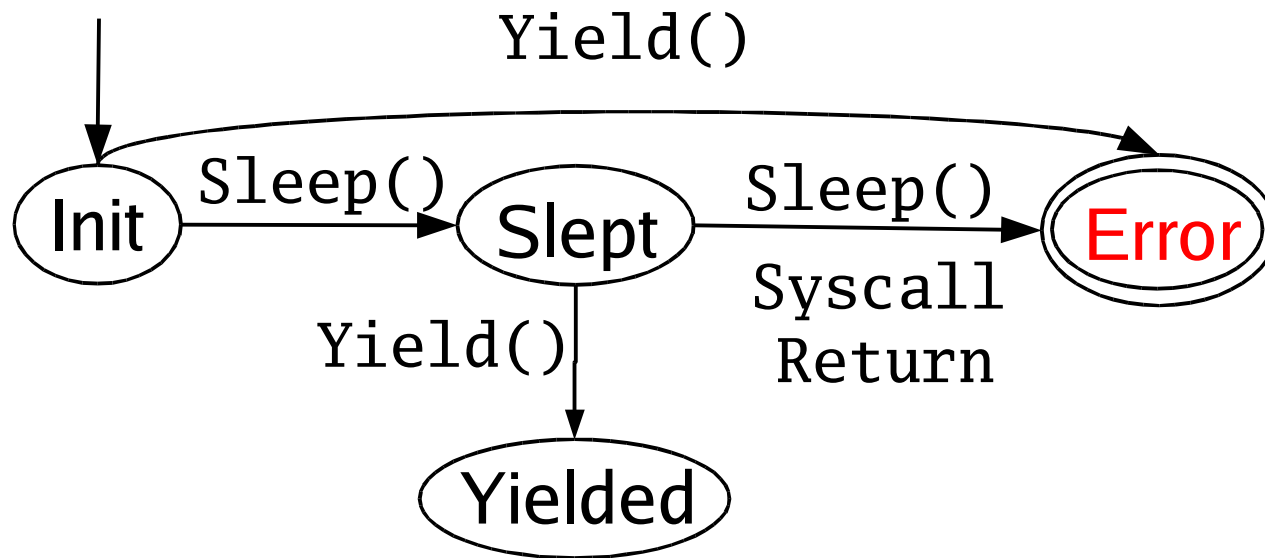 Yield()
Sleep()
Sleep()
Init
Slept
Error
Syscall
Return
Yield()
Yielded